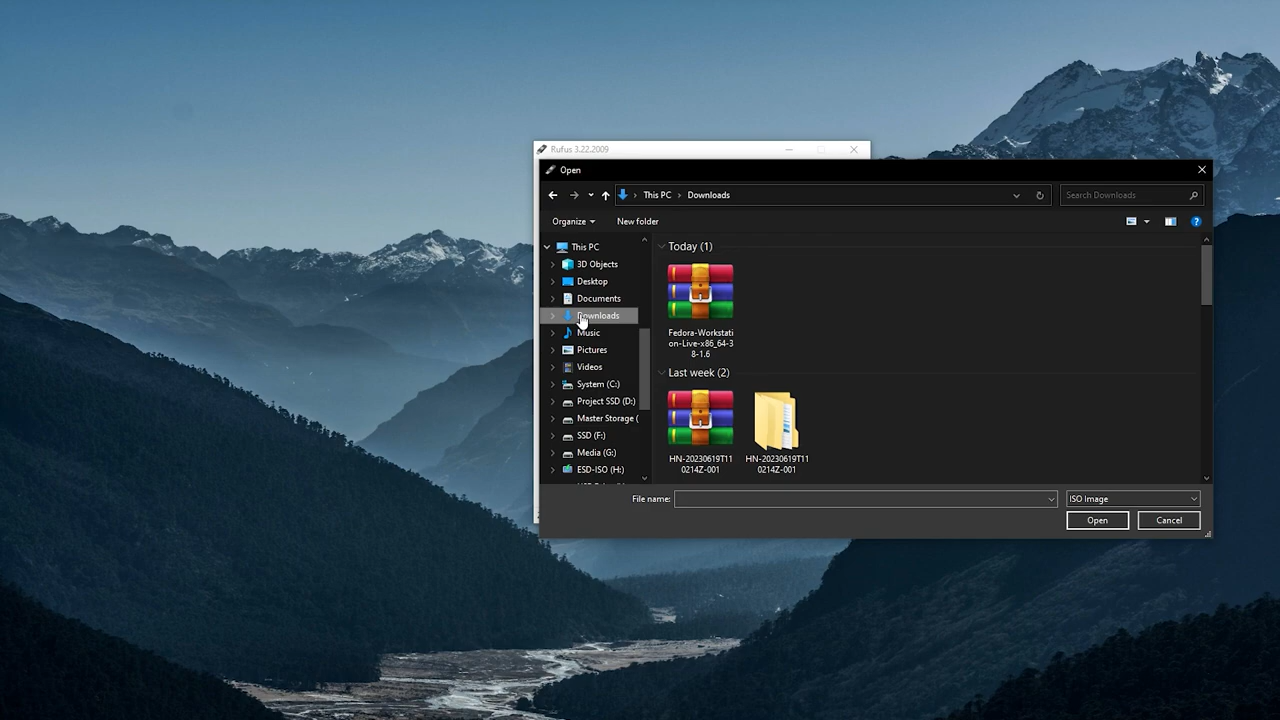 Rufus 3.22.2009
Open
This PC
Downloads
Search Downloads
Organize
New folder
This PC
3D Objects
Desktop
Documents
Downloads
Music
Pictures
Videos
System (C:)
Project SSD (D:)
Master Storage (
SSD (F:)
Media (G:)
ESD-ISO (H:)
Today (1)
Fedora-Workstati
on-Live-x86_64-3
8-1.6
Last week (2)
HN-20230619T11
0214Z-001
HN-20230619T11
0214Z-001
File name:
ISO Image
Open
Cancel